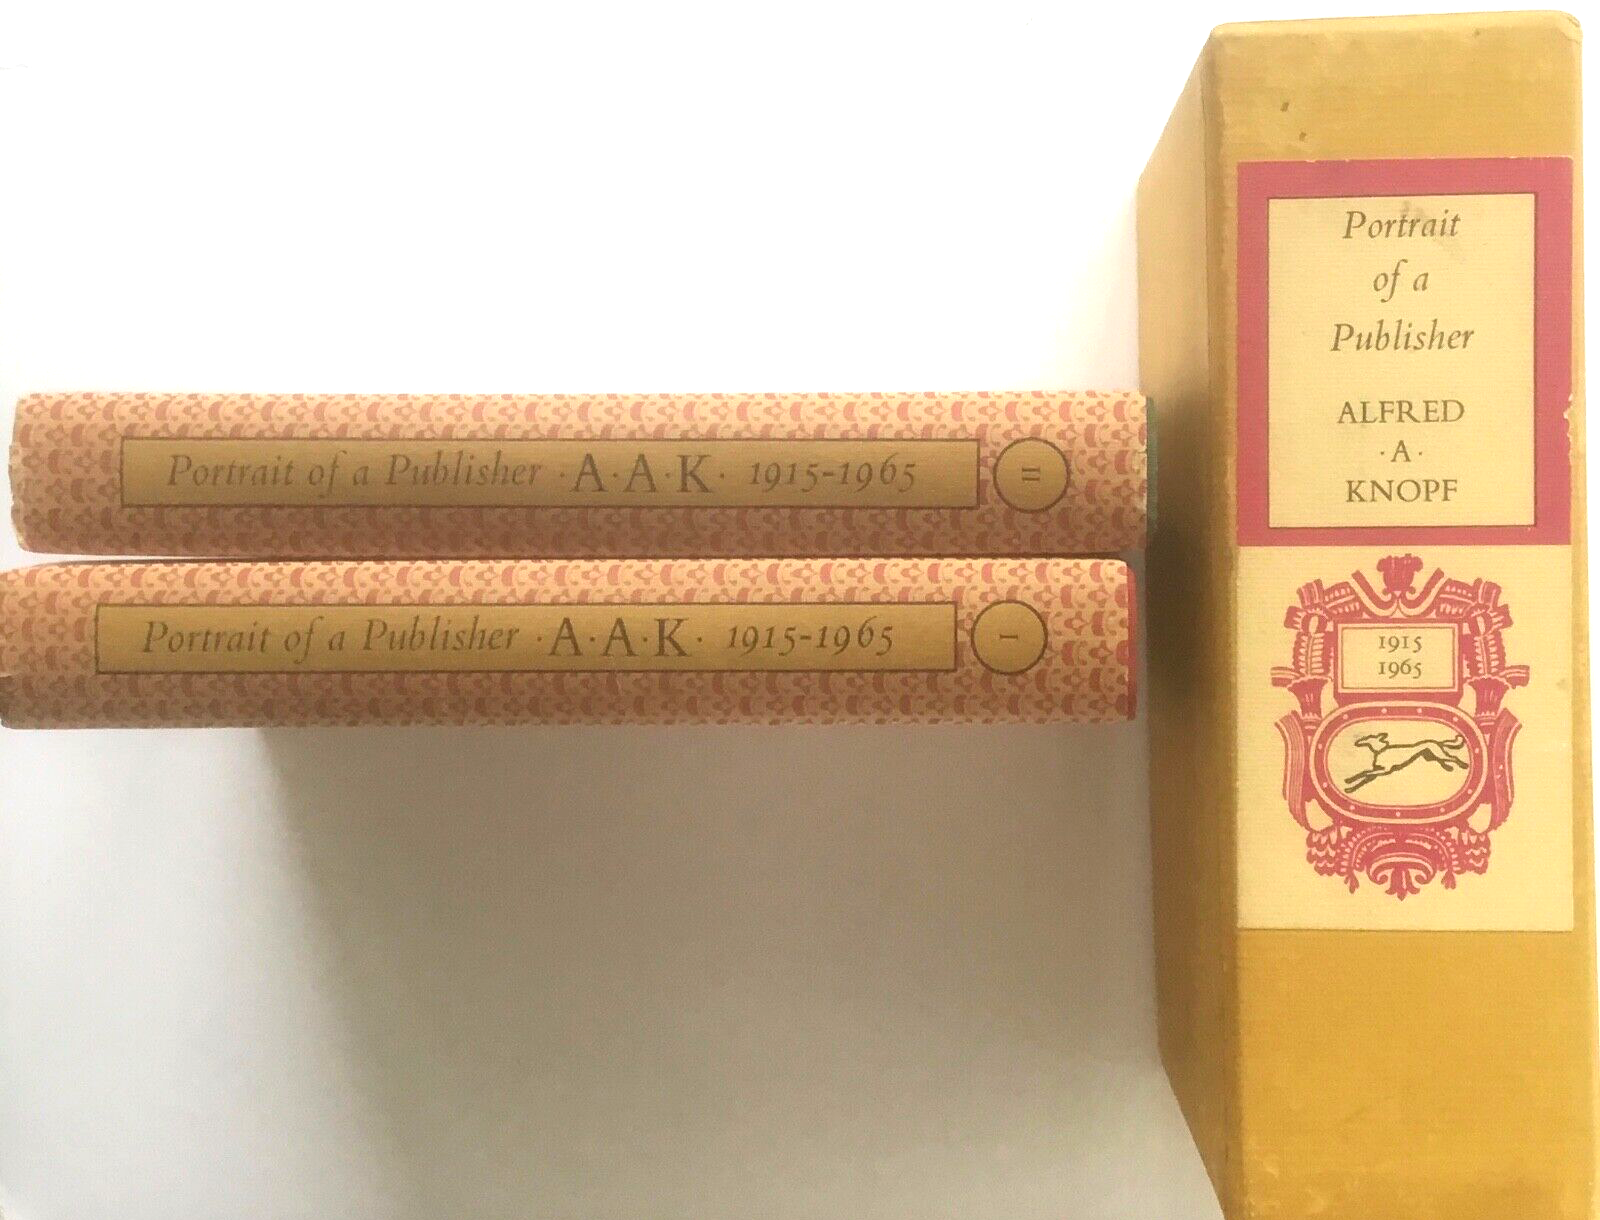 Portrait of a Publisher · A · A · K · 1915-1965 II
Portrait of a Publisher · A · A · K · 1915-1965 I
Portrait
of a
Publisher
ALFRED
· A ·
KNOPF
1915
1965